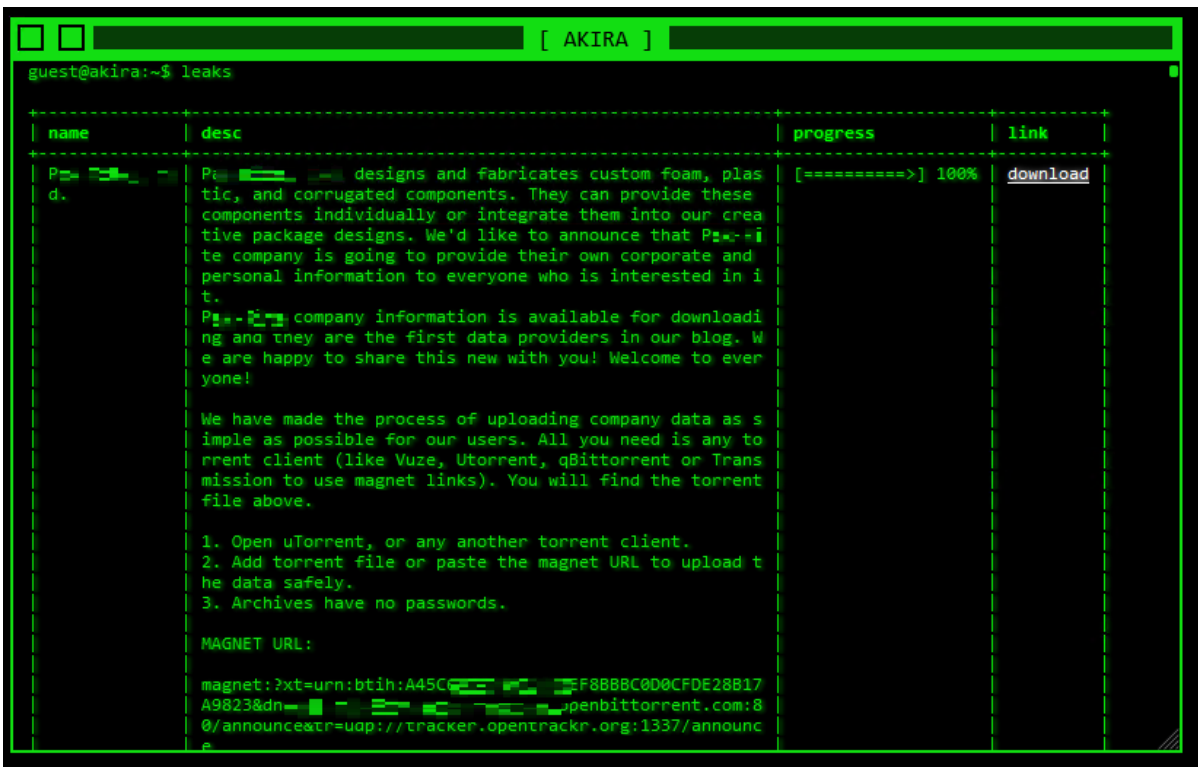 [ AKIRA ]
guest@akira:~$ leaks
name desc progress link
designs and fabricates custom foam, plas [==========>] 100% download
d. tic, and corrugated components. They can provide these
components individually or integrate them into our crea
tive package designs. We'd like to announce that
te company is going to provide their own corporate and
personal information to everyone who is interested in i
t.
company information is available for downloadi
ng and they are the first data providers in our blog. W
e are happy to share this new with you! Welcome to ever
yone!
We have made the process of uploading company data as s
imple as possible for our users. All you need is any to
rrent client (like Vuze, Utorrent, qBittorrent or Trans
mission to use magnet links). You will find the torrent
file above.
1. Open uTorrent, or any another torrent client.
2. Add torrent file or paste the magnet URL to upload t
he data safely.
3. Archives have no passwords.
MAGNET URL:
magnet:?xt=urn:btih:A45C EF8BBBC0D0CFDE28B17
A9823&dn penbittorrent.com:8
0/announce&tr=udp://tracker.opentrackr.org:1337/announc
e